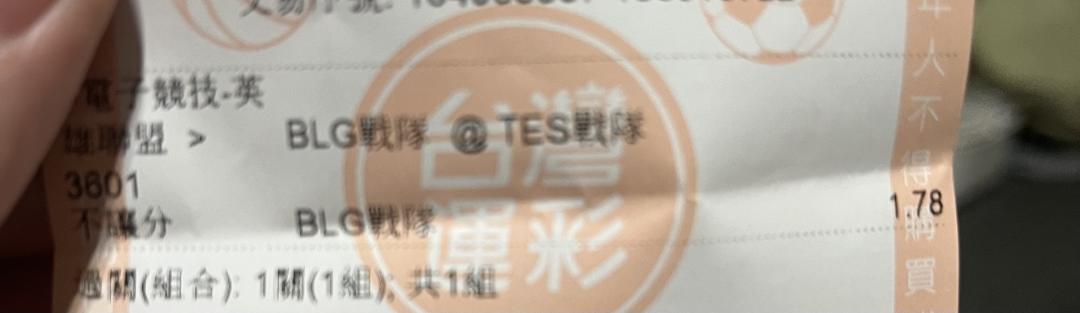 電子競技-英
雄聯盟 > BLG戰隊 @ TES戰隊
3601
不讓分 BLG戰隊 1.78
過關(組合): 1關(1組); 共1組
台灣
運彩
年人不得購買